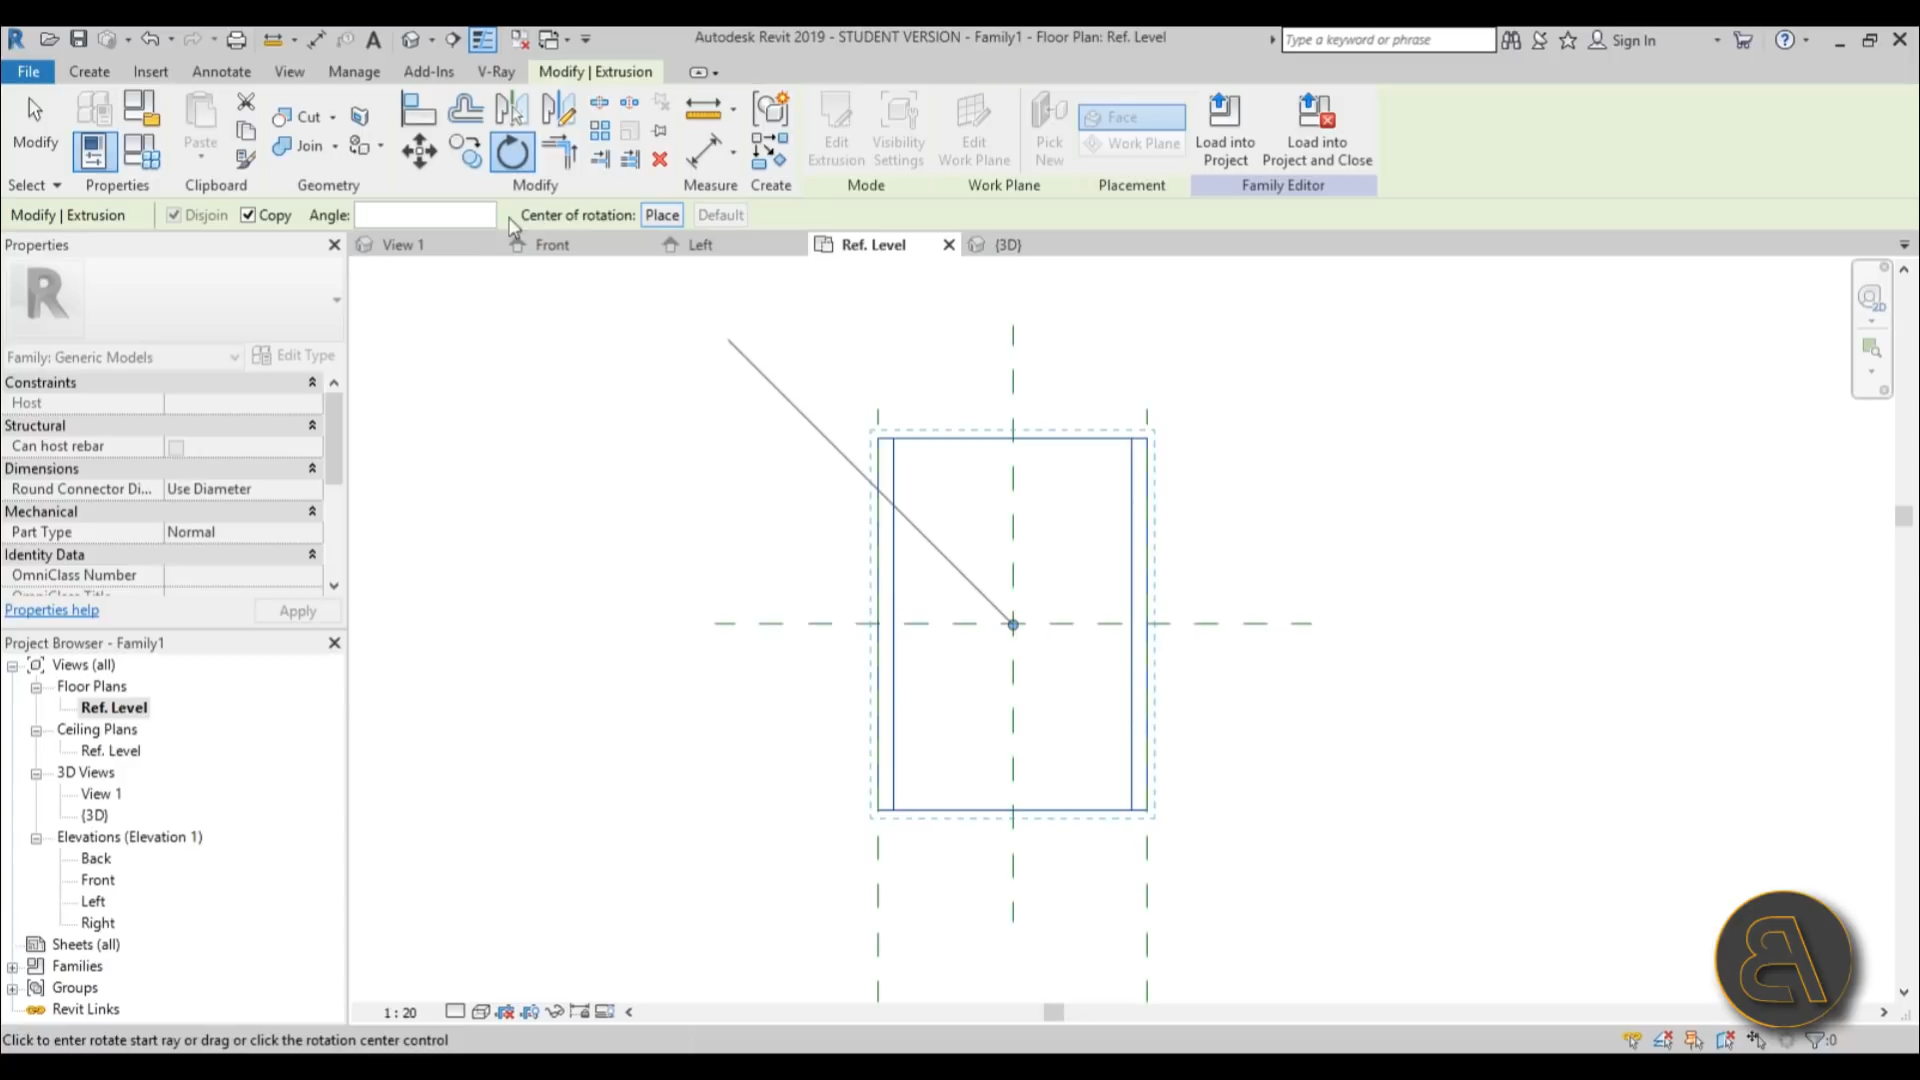 Autodesk Revit 2019 - STUDENT VERSION - Family1 - Floor Plan: Ref. Level
Type a keyword or phrase
Sign In
File Create Insert Annotate View Manage Add-Ins V-Ray Modify | Extrusion
Modify
Paste
Cut
Join
Edit Extrusion
Visibility Settings
Edit Work Plane
Pick New
Face
Work Plane
Load into Project
Load into Project and Close
Select Properties Clipboard Geometry Modify Measure Create Mode Work Plane Placement Family Editor
Modify | Extrusion Disjoin Copy Angle: Center of rotation: Place Default
Properties
View 1 Front Left Ref. Level {3D}
R
2D
Family: Generic Models Edit Type
Constraints
Host
Structural
Can host rebar
Dimensions
Round Connector Di... Use Diameter
Mechanical
Part Type Normal
Identity Data
OmniClass Number
Properties help Apply
Project Browser - Family1
Views (all)
Floor Plans
Ref. Level
Ceiling Plans
Ref. Level
3D Views
View 1
{3D}
Elevations (Elevation 1)
Back
Front
Left
Right
Sheets (all)
Families
Groups
Revit Links
1 : 20
Click to enter rotate start ray or drag or click the rotation center control
:0